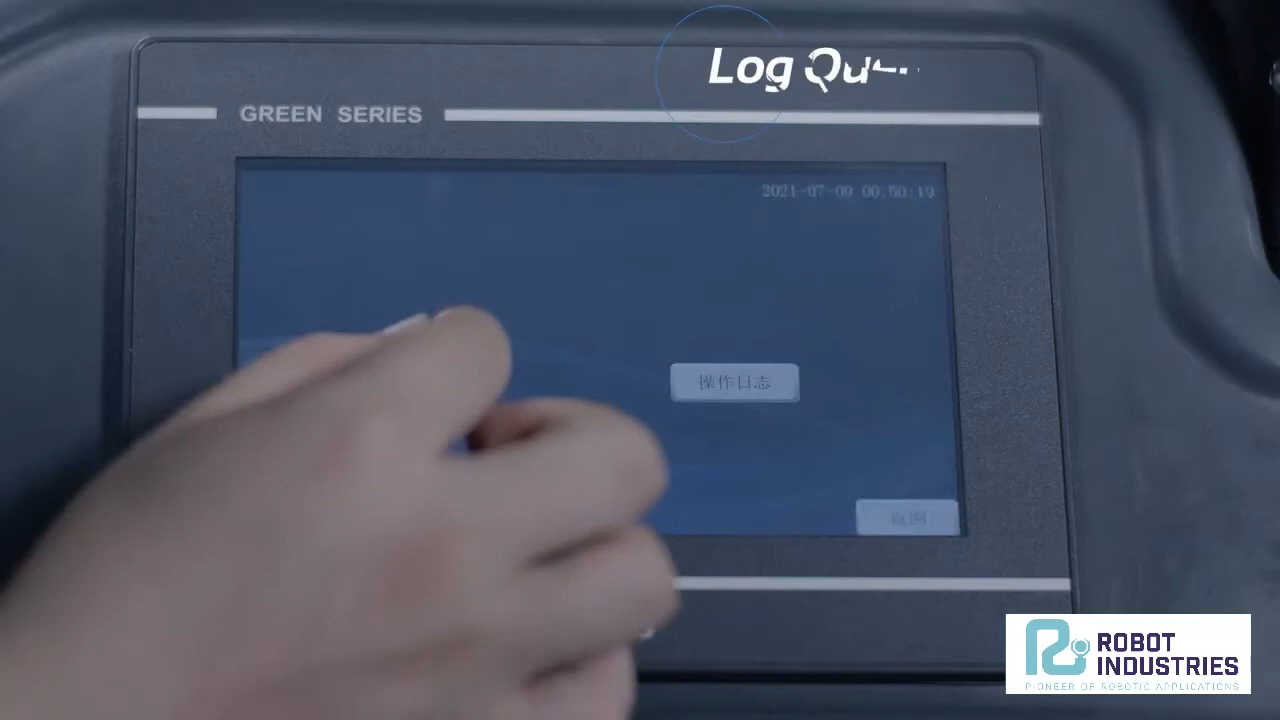 Log
GREEN SERIES
2021-07-09 00:50:19
操作日志
ROBOT
INDUSTRIES
PIONEER OF ROBOTIC APPLICATIONS